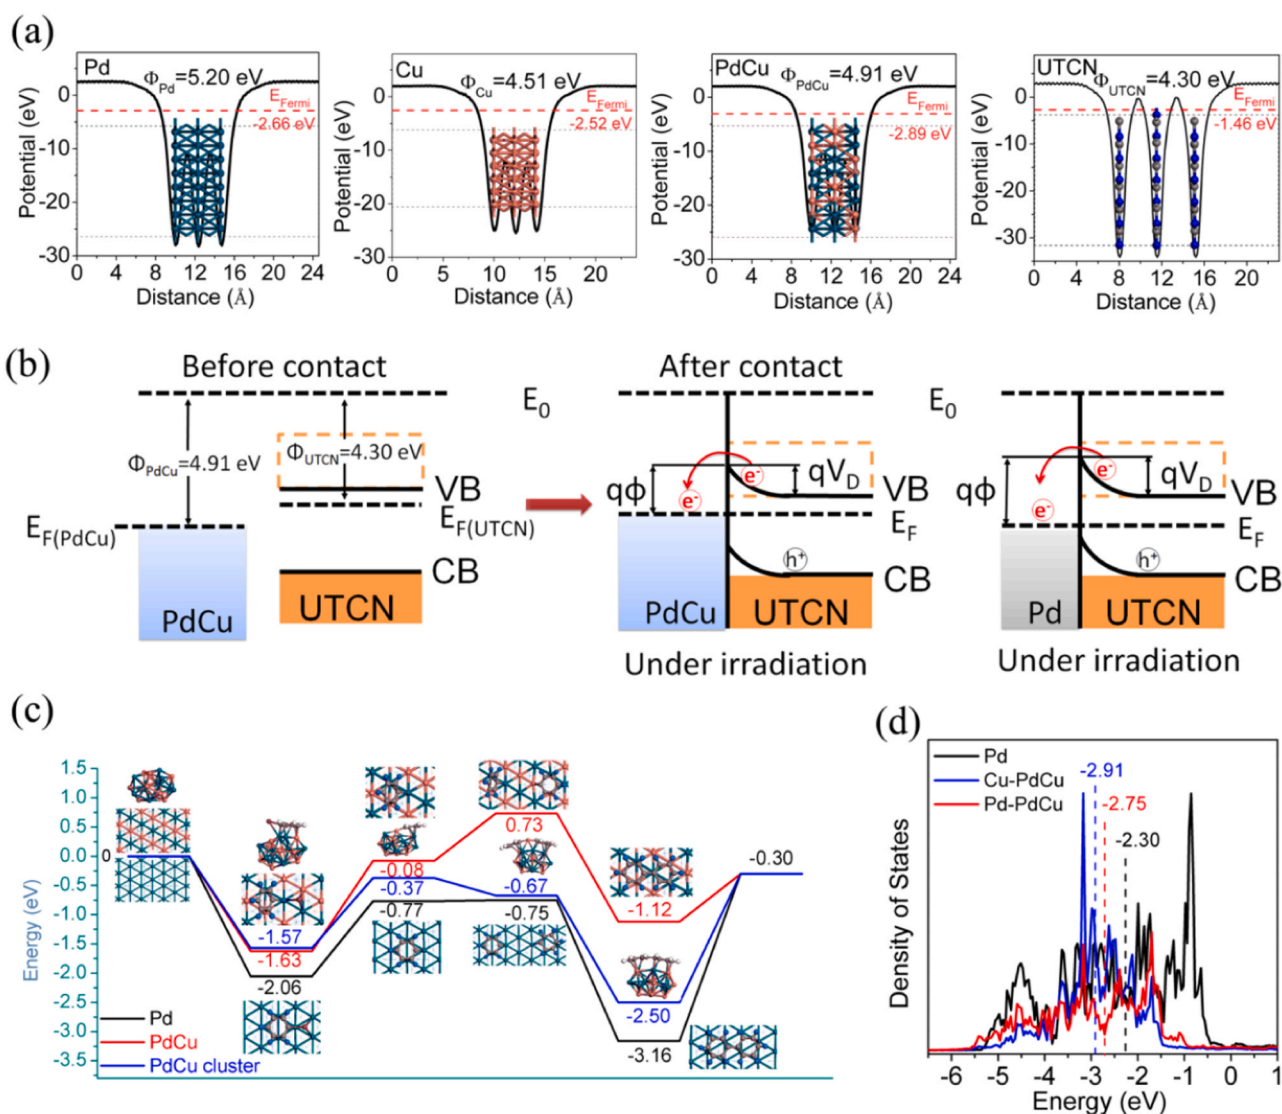 (a)
Pd
Φ_Pd=5.20 eV
E_Fermi
-2.66 eV
Potential (eV)
0
-10
-20
-30
0 4 8 12 16 20 24
Distance (Å)
Cu
Φ_Cu=4.51 eV
E_Fermi
-2.52 eV
Potential (eV)
0
-10
-20
-30
0 5 10 15 20
Distance (Å)
PdCu
Φ_PdCu=4.91 eV
E_Fermi
-2.89 eV
Potential (eV)
0
-10
-20
-30
0 4 8 12 16 20 24
Distance (Å)
UTCN
Φ_UTCN=4.30 eV
E_Fermi
-1.46 eV
Potential (eV)
0
-10
-20
-30
0 5 10 15 20
Distance (Å)
(b)
Before contact
Φ_PdCu=4.91 eV
Φ_UTCN=4.30 eV
E_0
VB
E_F(PdCu)
E_F(UTCN)
CB
PdCu
UTCN
After contact
qϕ
e-
e-
qV_D
VB
E_F
h+
CB
PdCu
UTCN
Under irradiation
E_0
qϕ
e-
e-
qV_D
VB
E_F
h+
CB
Pd
UTCN
Under irradiation
(c)
Energy (eV)
1.5
1.0
0.5
0.0
-0.5
-1.0
-1.5
-2.0
-2.5
-3.0
-3.5
0
-1.57
-1.63
-2.06
-0.08
-0.37
-0.77
0.73
-0.67
-0.75
-1.12
-2.50
-3.16
-0.30
Pd
PdCu
PdCu cluster
(d)
Pd
Cu-PdCu
Pd-PdCu
-2.91
-2.75
-2.30
Density of States
-6 -5 -4 -3 -2 -1 0 1
Energy (eV)